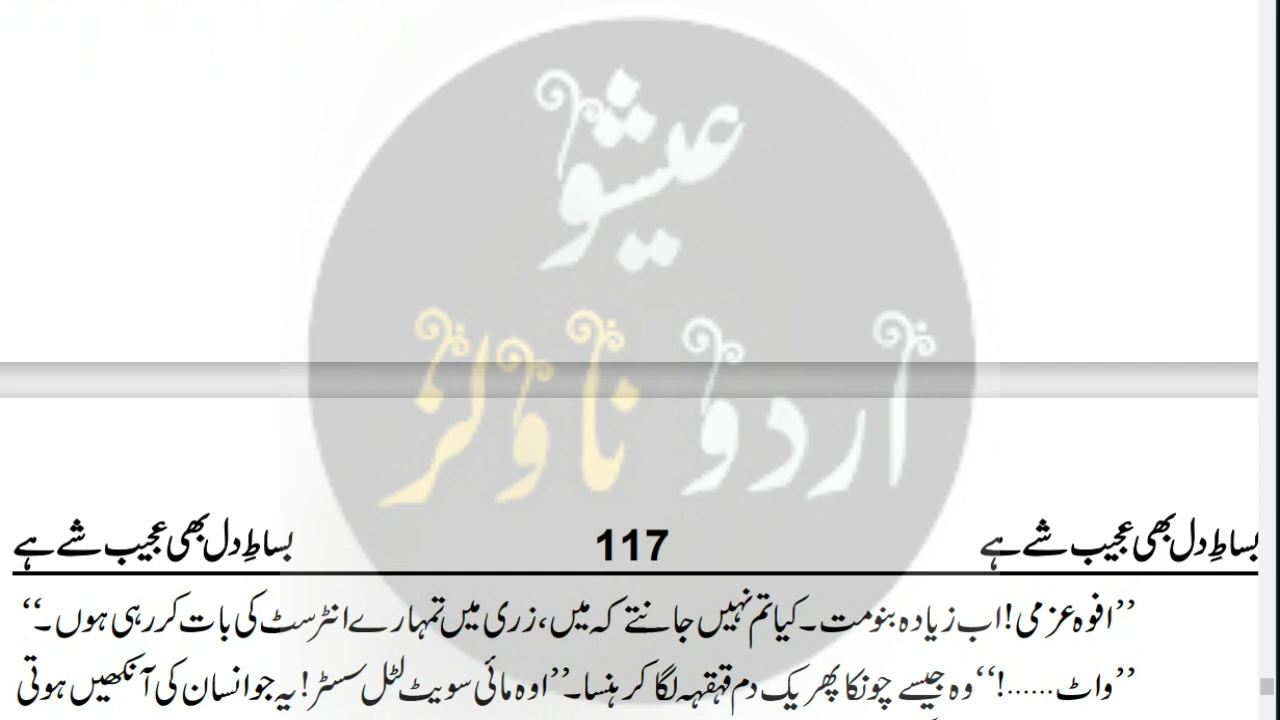 عیشو
اردو ناولز
بساطِ دل بھی عجیب شے ہے 117 بساطِ دل بھی عجیب شے ہے
’’افوہ عزمی! اب زیادہ بنو مت۔ کیا تم نہیں جانتے کہ میں، زری میں تمہارے انٹرسٹ کی بات کر رہی ہوں۔‘‘
’’واٹ......!‘‘ وہ جیسے چونکا پھر یک دم قہقہہ لگا کر ہنسا۔ ’’اوہ مائی سویٹ لٹل سسٹر! یہ جو انسان کی آنکھیں ہوتی